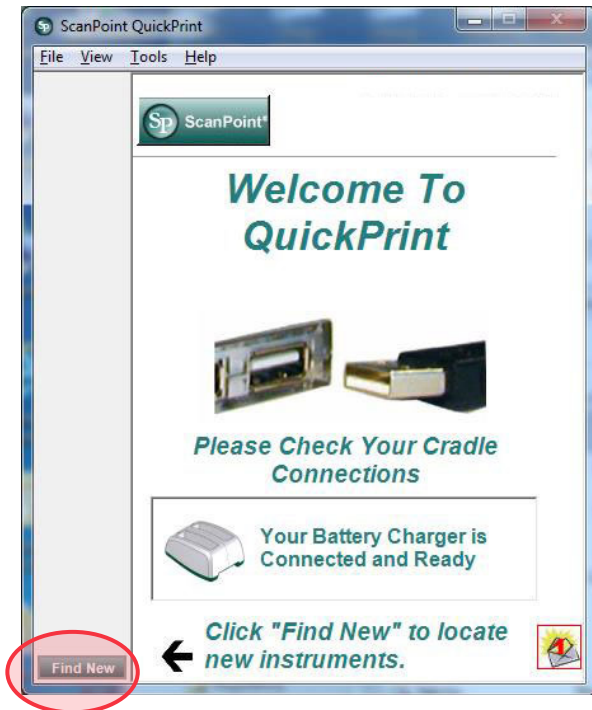 ScanPoint QuickPrint
File View Tools Help
Sp ScanPoint®
Welcome To
QuickPrint
Please Check Your Cradle
Connections
Your Battery Charger is
Connected and Ready
Click "Find New" to locate
new instruments.
Find New